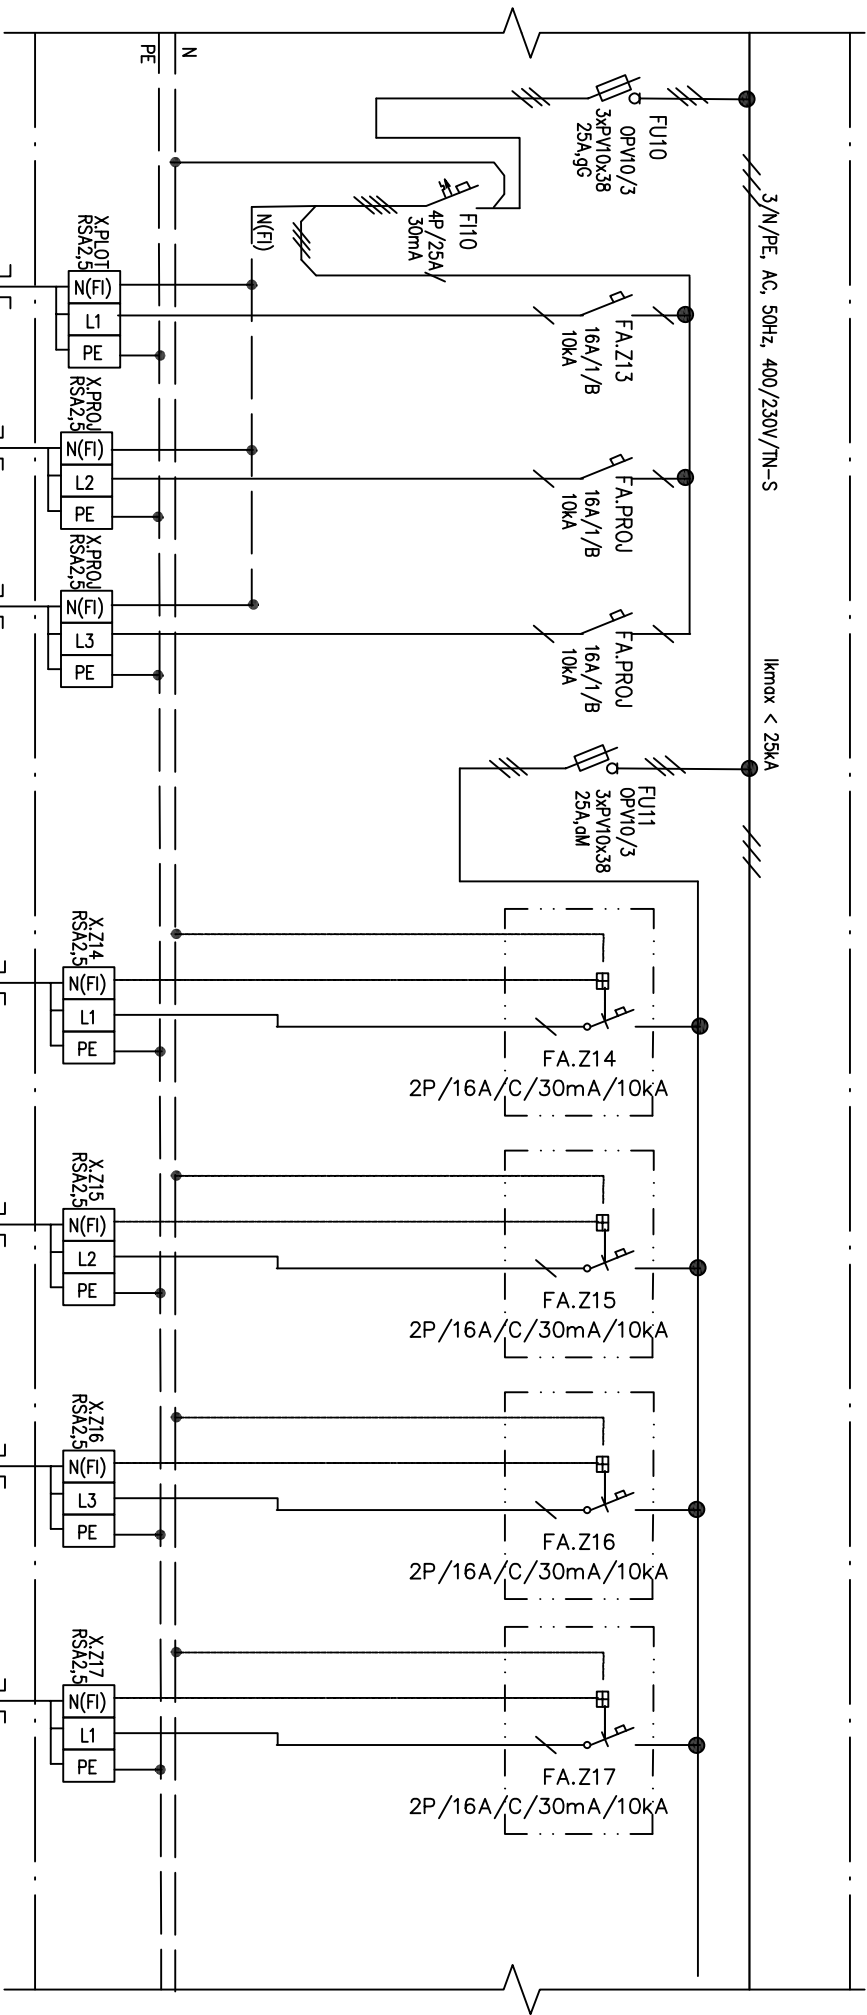 N
PE
FU10
OPV10/3
3xPV10x38
25A,gG
3/N/PE, AC, 50Hz, 400/230V/TN-S
FI10
4P/25A
30mA
N(FI)
X.PLOT
RSA2,5
N(FI)
L1
PE
FA.Z13
16A/1/B
10kA
X.PROJ
RSA2,5
N(FI)
L2
PE
FA.PROJ
16A/1/B
10kA
X.PROJ
RSA2,5
N(FI)
L3
PE
FA.PROJ
16A/1/B
10kA
Ikmax < 25kA
FU11
OPV10/3
3xPV10x38
25A,aM
X.Z14
RSA2,5
N(FI)
L1
PE
FA.Z14
2P/16A/C/30mA/10kA
X.Z15
RSA2,5
N(FI)
L2
PE
FA.Z15
2P/16A/C/30mA/10kA
X.Z16
RSA2,5
N(FI)
L3
PE
FA.Z16
2P/16A/C/30mA/10kA
X.Z17
RSA2,5
N(FI)
L1
PE
FA.Z17
2P/16A/C/30mA/10kA